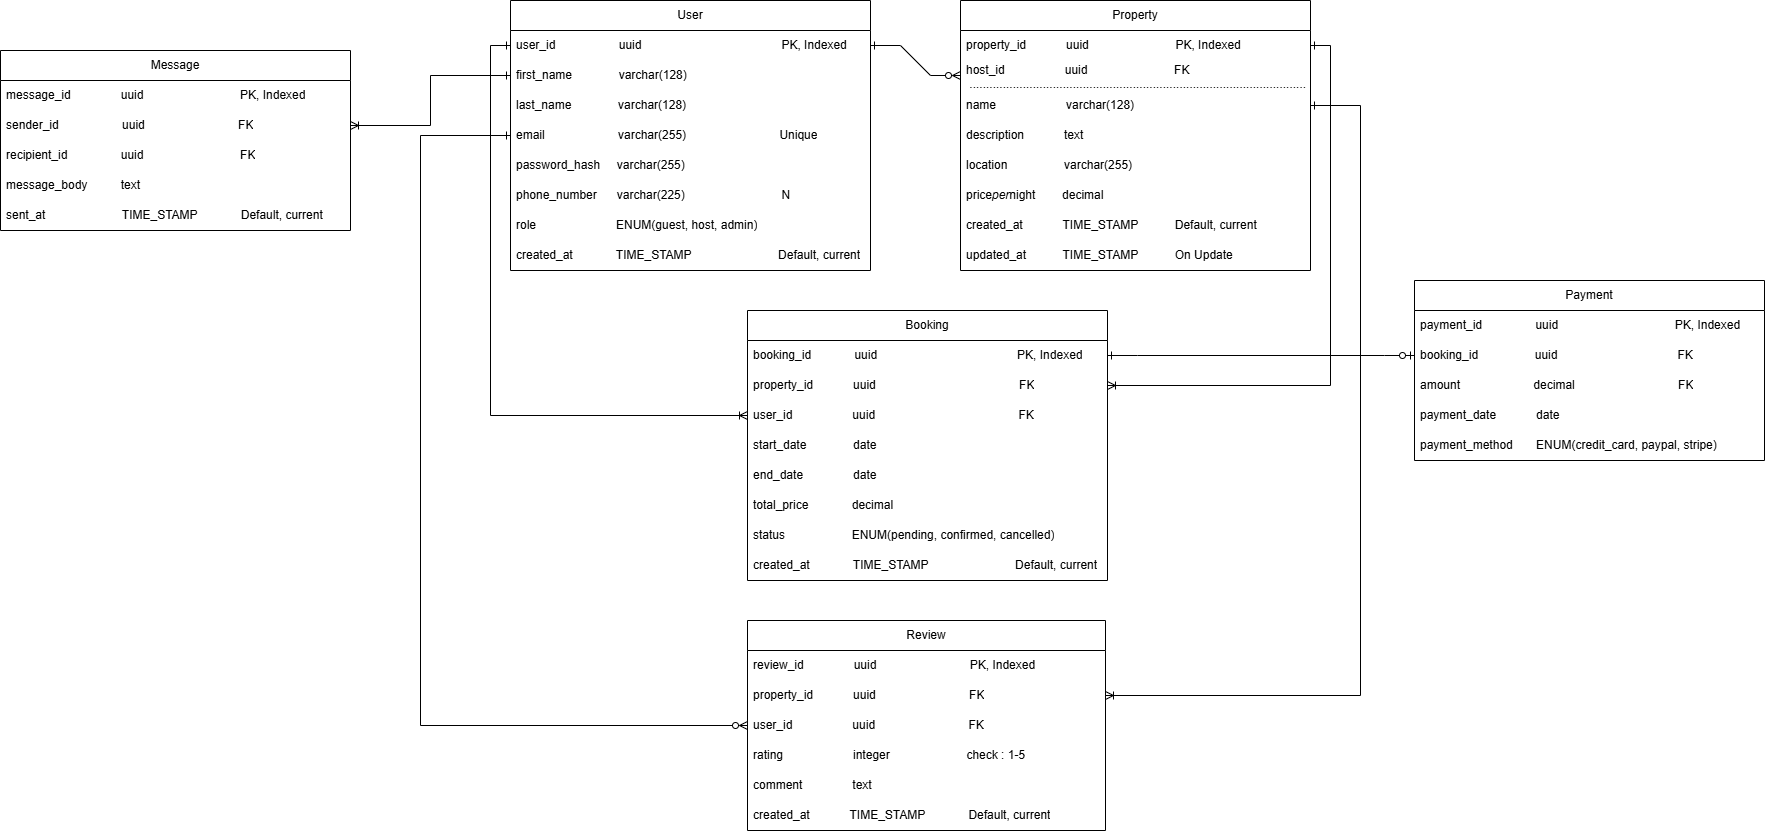 User
user_id uuid PK, Indexed
first_name varchar(128)
last_name varchar(128)
email varchar(255) Unique
password_hash varchar(255)
phone_number varchar(225) N
role ENUM(guest, host, admin)
created_at TIME_STAMP Default, current
Property
property_id uuid PK, Indexed
host_id uuid FK
name varchar(128)
description text
location varchar(255)
pricepernight decimal
created_at TIME_STAMP Default, current
updated_at TIME_STAMP On Update
Message
message_id uuid PK, Indexed
sender_id uuid FK
recipient_id uuid FK
message_body text
sent_at TIME_STAMP Default, current
Payment
payment_id uuid PK, Indexed
booking_id uuid FK
amount decimal FK
payment_date date
payment_method ENUM(credit_card, paypal, stripe)
Booking
booking_id uuid PK, Indexed
property_id uuid FK
user_id uuid FK
start_date date
end_date date
total_price decimal
status ENUM(pending, confirmed, cancelled)
created_at TIME_STAMP Default, current
Review
review_id uuid PK, Indexed
property_id uuid FK
user_id uuid FK
rating integer check : 1-5
comment text
created_at TIME_STAMP Default, current